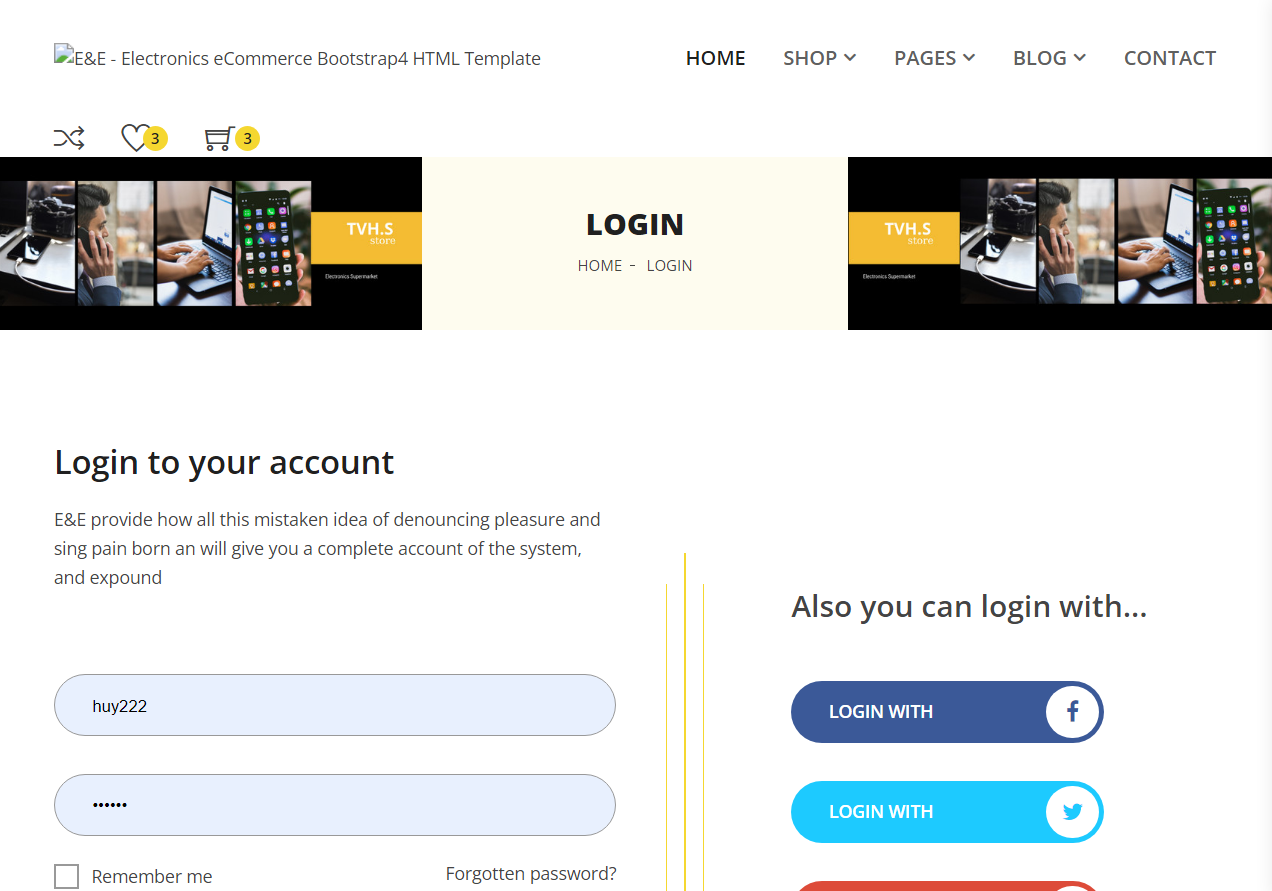 E&E - Electronics eCommerce Bootstrap4 HTML Template
HOME SHOP PAGES BLOG CONTACT
3 3
TVH.S
store
Electronics Supermarket
LOGIN
HOME - LOGIN
TVH.S
store
Electronics Supermarket
Login to your account
E&E provide how all this mistaken idea of denouncing pleasure and
sing pain born an will give you a complete account of the system,
and expound
huy222
••••••
Remember me
Forgotten password?
Also you can login with...
LOGIN WITH
LOGIN WITH